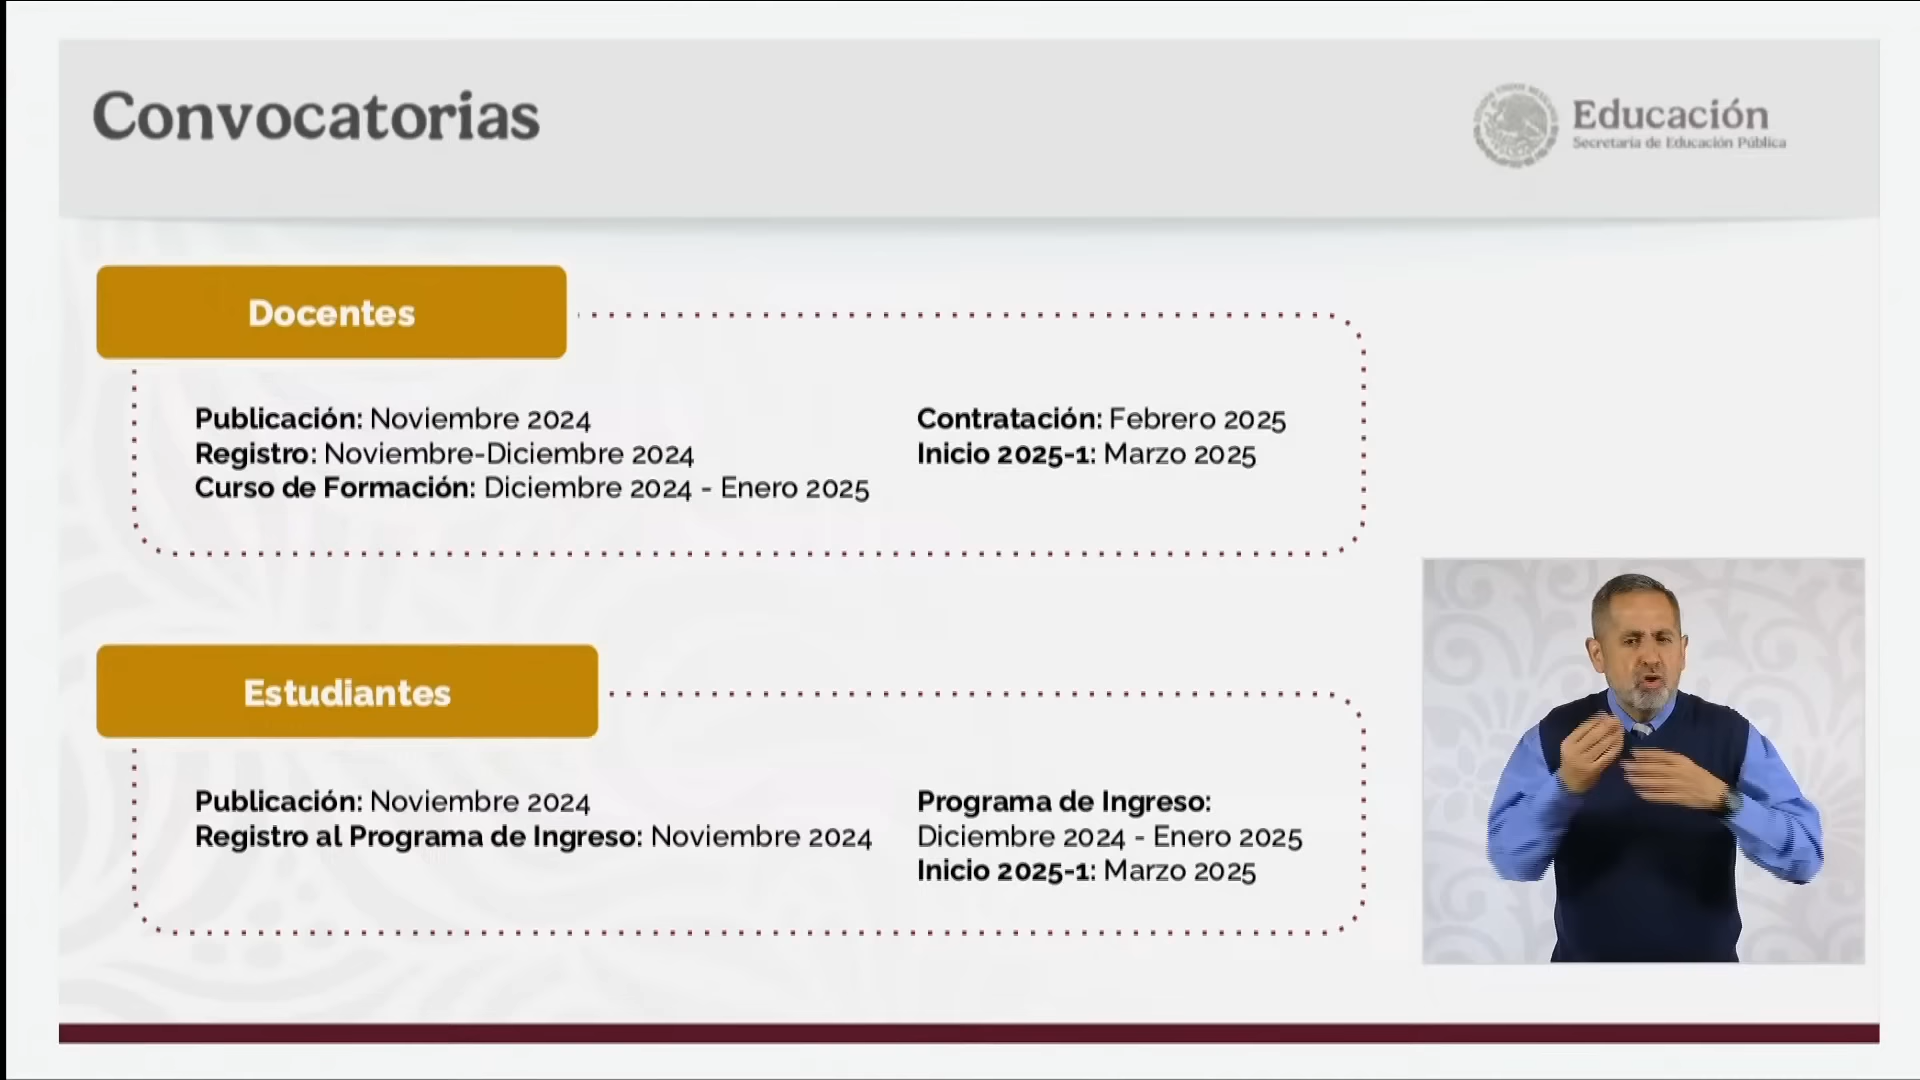 Convocatorias
Educación
Secretaría de Educación Pública
Docentes
Publicación: Noviembre 2024
Registro: Noviembre-Diciembre 2024
Curso de Formación: Diciembre 2024 - Enero 2025
Contratación: Febrero 2025
Inicio 2025-1: Marzo 2025
Estudiantes
Publicación: Noviembre 2024
Registro al Programa de Ingreso: Noviembre 2024
Programa de Ingreso:
Diciembre 2024 - Enero 2025
Inicio 2025-1: Marzo 2025